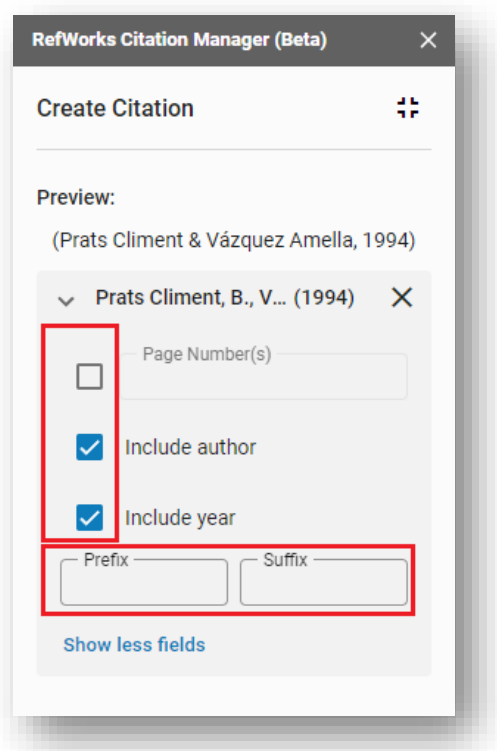 RefWorks Citation Manager (Beta)
Create Citation
Preview:
(Prats Climent & Vázquez Amella, 1994)
Prats Climent, B., V... (1994)
Page Number(s)
Include author
Include year
Prefix Suffix
Show less fields